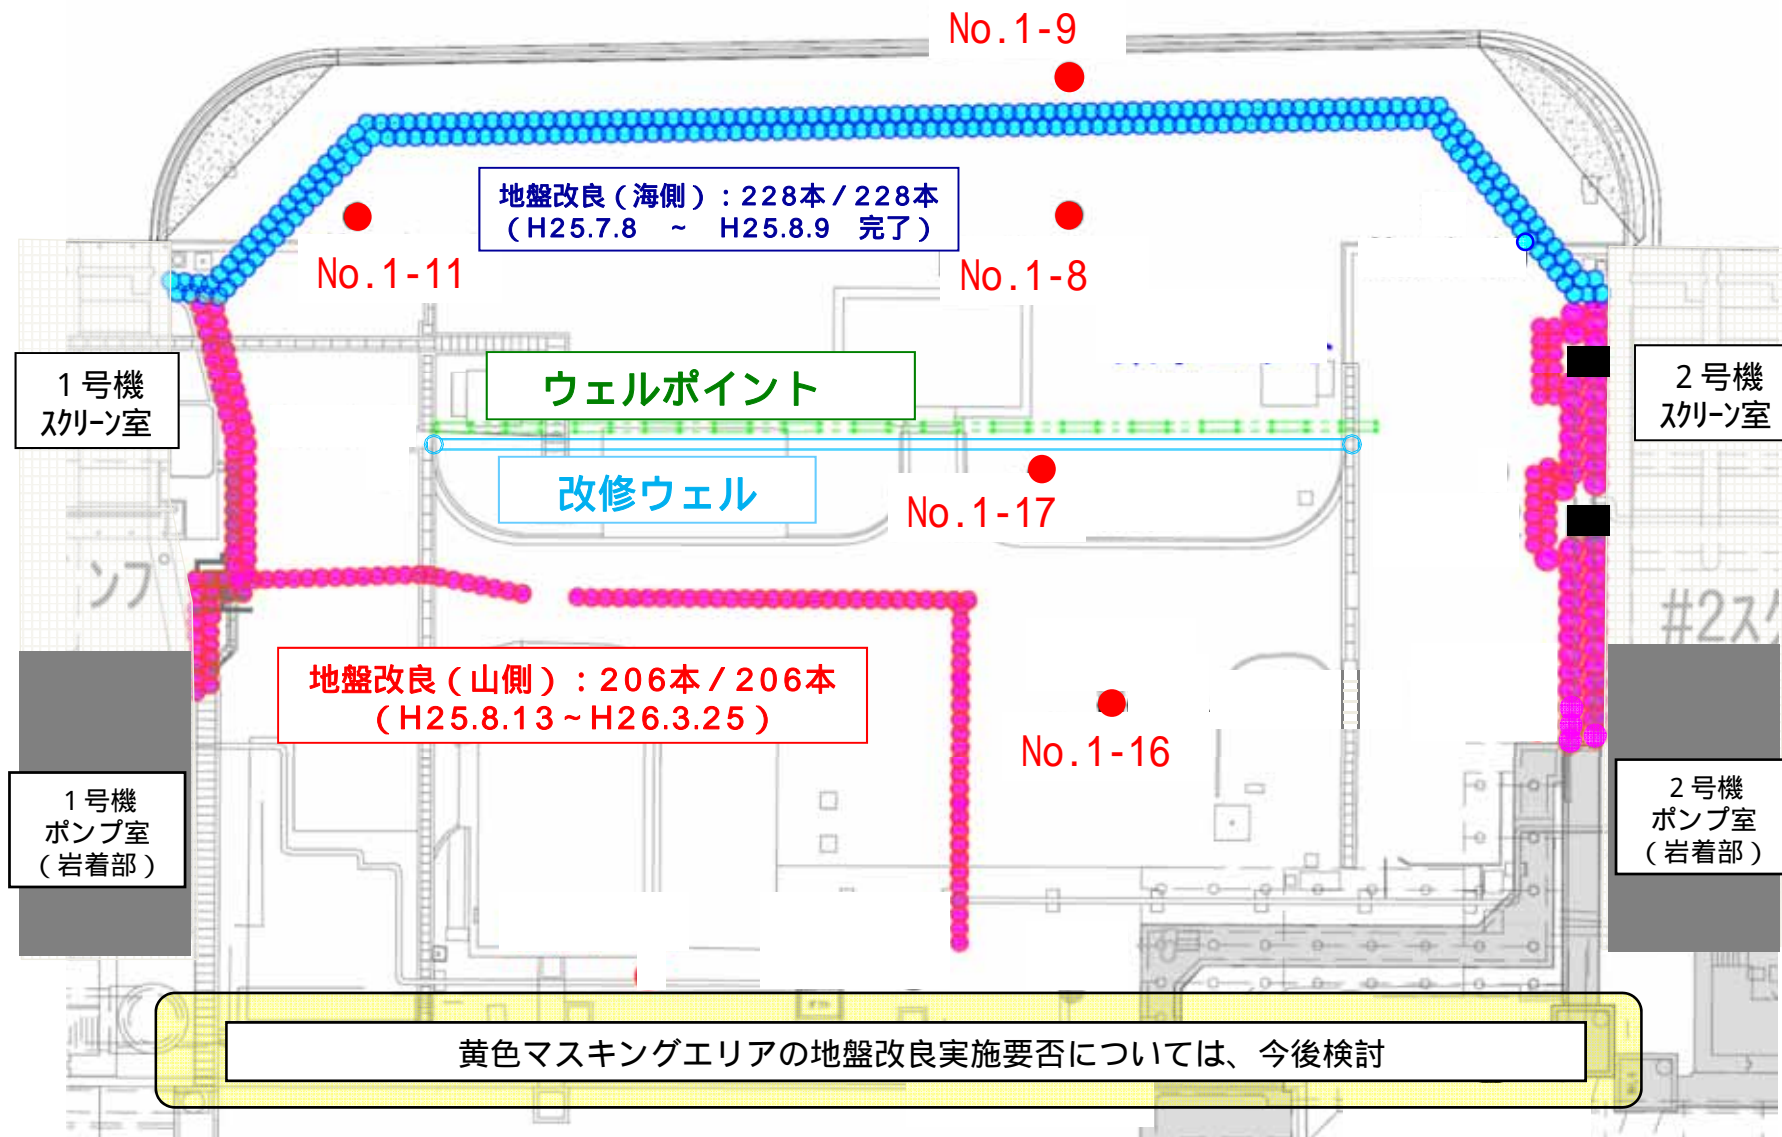 No.1-9
地盤改良（海側）：228本／228本
（H25.7.8　～　H25.8.9　完了）
No.1-11
No.1-8
1号機
スクリーン室
ウェルポイント
2号機
スクリーン室
改修ウェル
No.1-17
ンプ
#2スク
地盤改良（山側）：206本／206本
（H25.8.13～H26.3.25）
No.1-16
1号機
ポンプ室
（岩着部）
2号機
ポンプ室
（岩着部）
黄色マスキングエリアの地盤改良実施要否については、今後検討